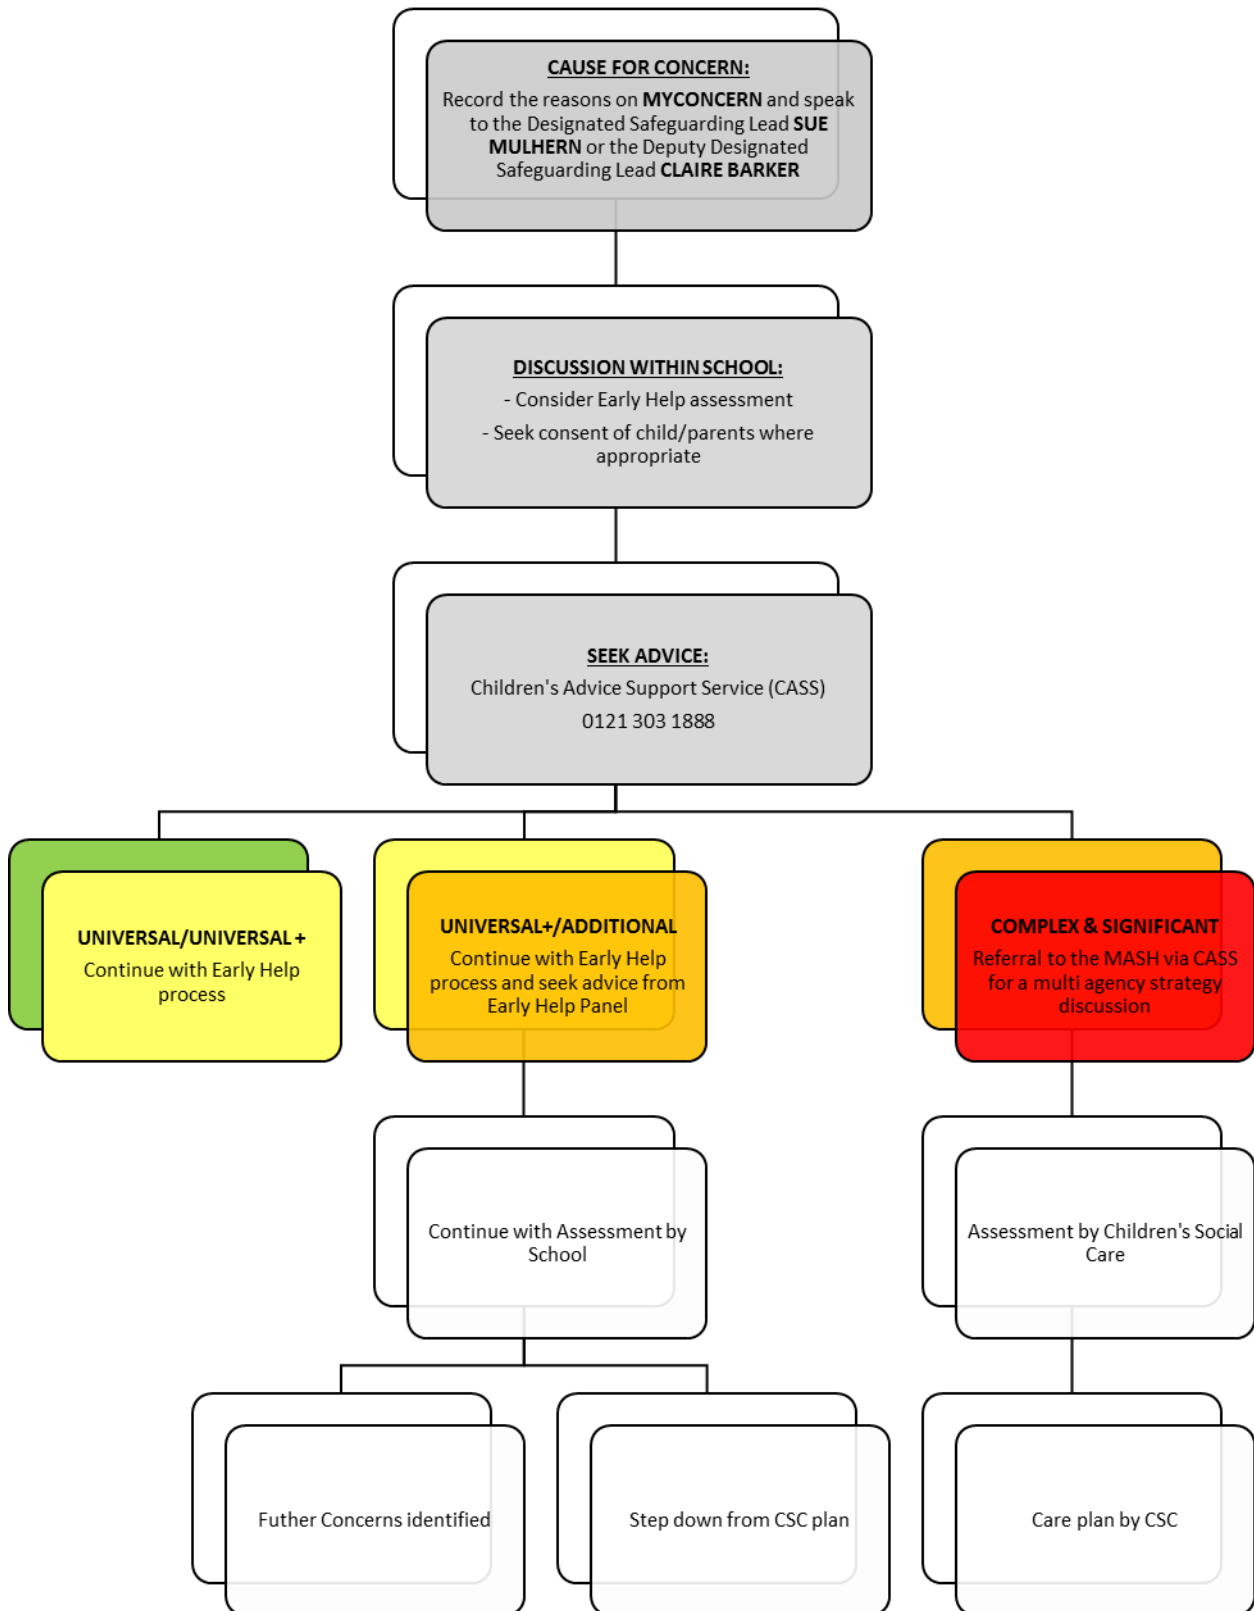 CAUSE FOR CONCERN:
Record the reasons on MYCONCERN and speak
to the Designated Safeguarding Lead SUE
MULHERN or the Deputy Designated
Safeguarding Lead CLAIRE BARKER
DISCUSSION WITHIN SCHOOL:
- Consider Early Help assessment
- Seek consent of child/parents where
appropriate
SEEK ADVICE:
Children's Advice Support Service (CASS)
0121 303 1888
UNIVERSAL/UNIVERSAL +
Continue with Early Help
process
UNIVERSAL+/ADDITIONAL
Continue with Early Help
process and seek advice from
Early Help Panel
COMPLEX & SIGNIFICANT
Referral to the MASH via CASS
for a multi agency strategy
discussion
Continue with Assessment by
School
Assessment by Children's Social
Care
Futher Concerns identified
Step down from CSC plan
Care plan by CSC